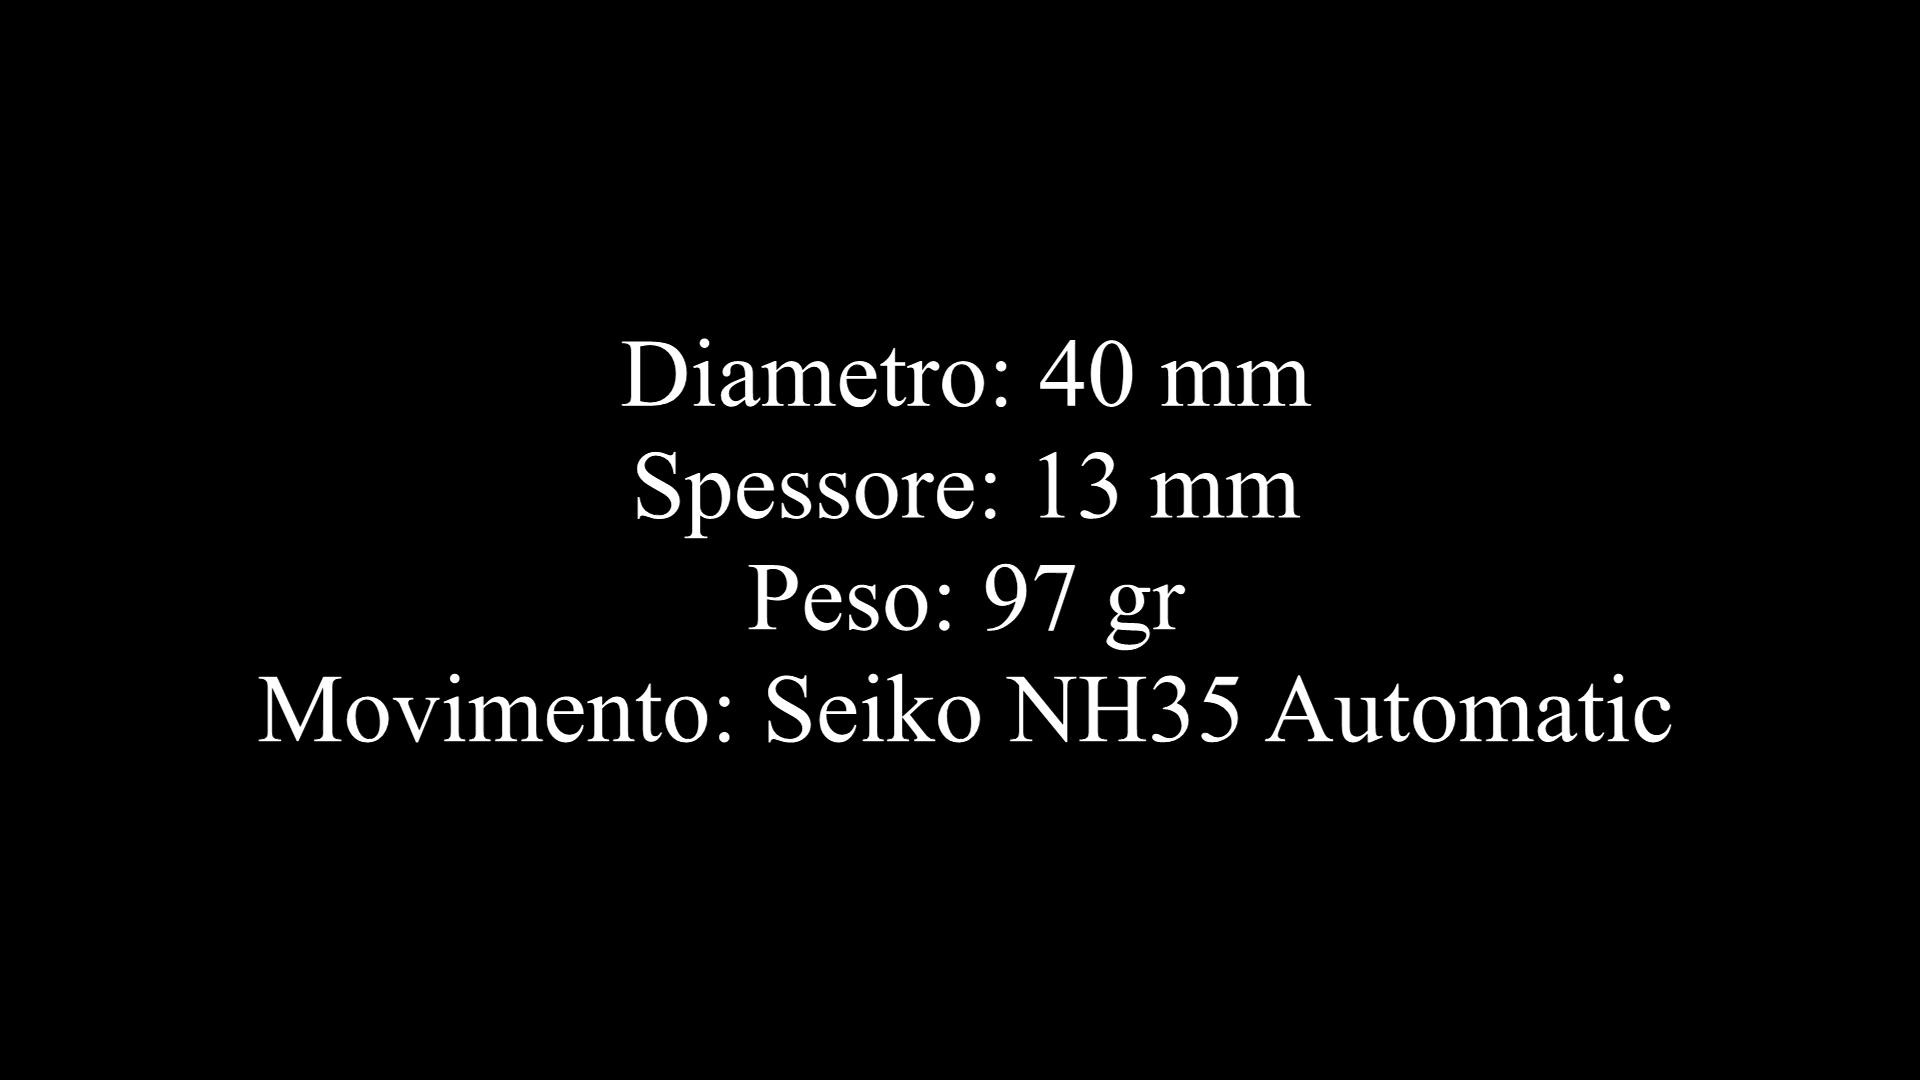 Diametro: 40 mm
Spessore: 13 mm
Peso: 97 gr
Movimento: Seiko NH35 Automatic